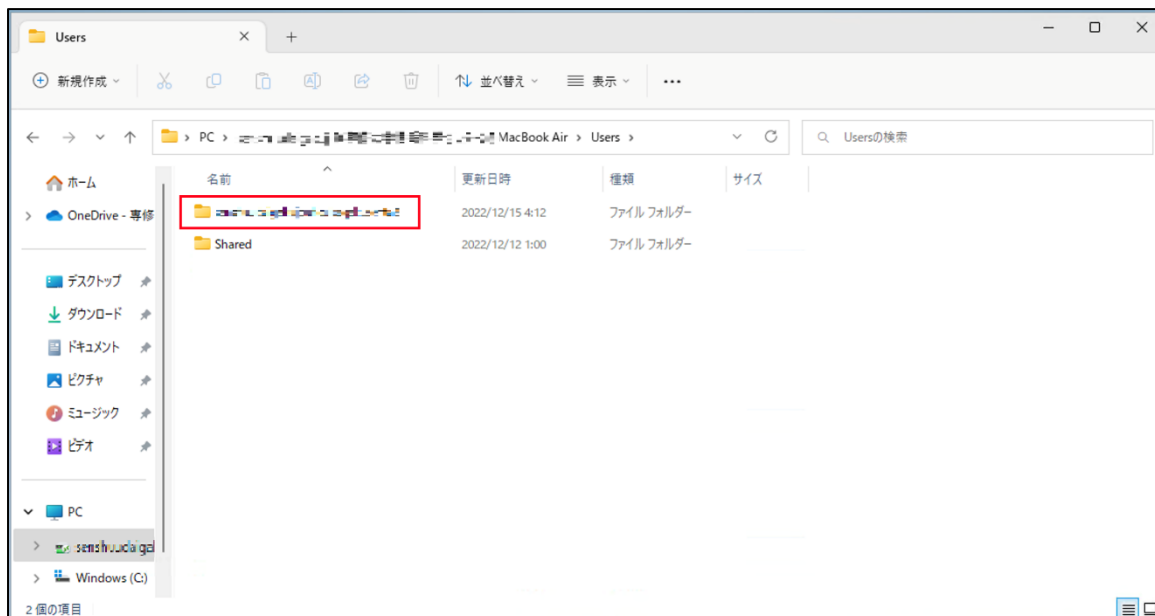 Users
新規作成 並べ替え 表示
PC MacBook Air Users Usersの検索
ホーム
OneDrive - 専修
デスクトップ
ダウンロード
ドキュメント
ピクチャ
ミュージック
ビデオ
PC
Windows (C:)
名前 更新日時 種類 サイズ
2022/12/15 4:12 ファイル フォルダー
Shared 2022/12/12 1:00 ファイル フォルダー
2 個の項目